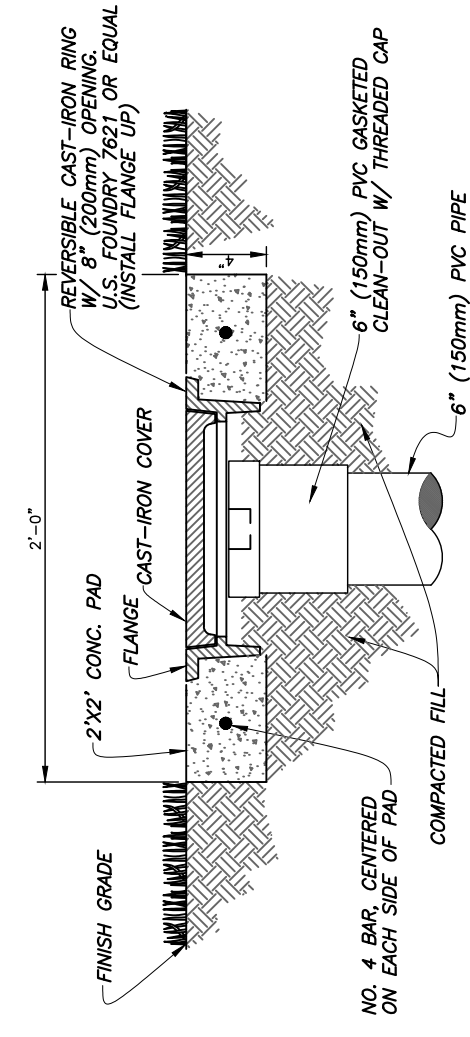 FINISH GRADE
2'-0"
2'X2' CONC. PAD
FLANGE
CAST-IRON COVER
REVERSIBLE CAST-IRON RING
W/ 8" (200mm) OPENING.
U.S. FOUNDRY 7621 OR EQUAL
(INSTALL FLANGE UP)
4"
NO. 4 BAR, CENTERED
ON EACH SIDE OF PAD
COMPACTED FILL
6" (150mm) PVC GASKETED
CLEAN-OUT W/ THREADED CAP
6" (150mm) PVC PIPE